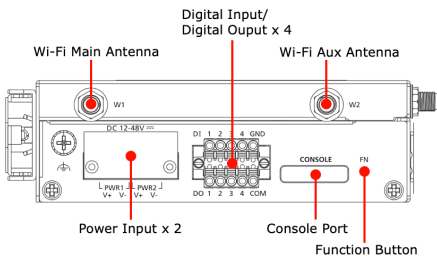 Digital Input/
Digital Ouput x 4
Wi-Fi Main Antenna
Wi-Fi Aux Antenna
W1
W2
DC 12-48V ⎓
DI 1 2 3 4 GND
CONSOLE
FN
PWR1 PWR2
V+ V- V+ V-
DO 1 2 3 4 COM
Power Input x 2
Console Port
Function Button